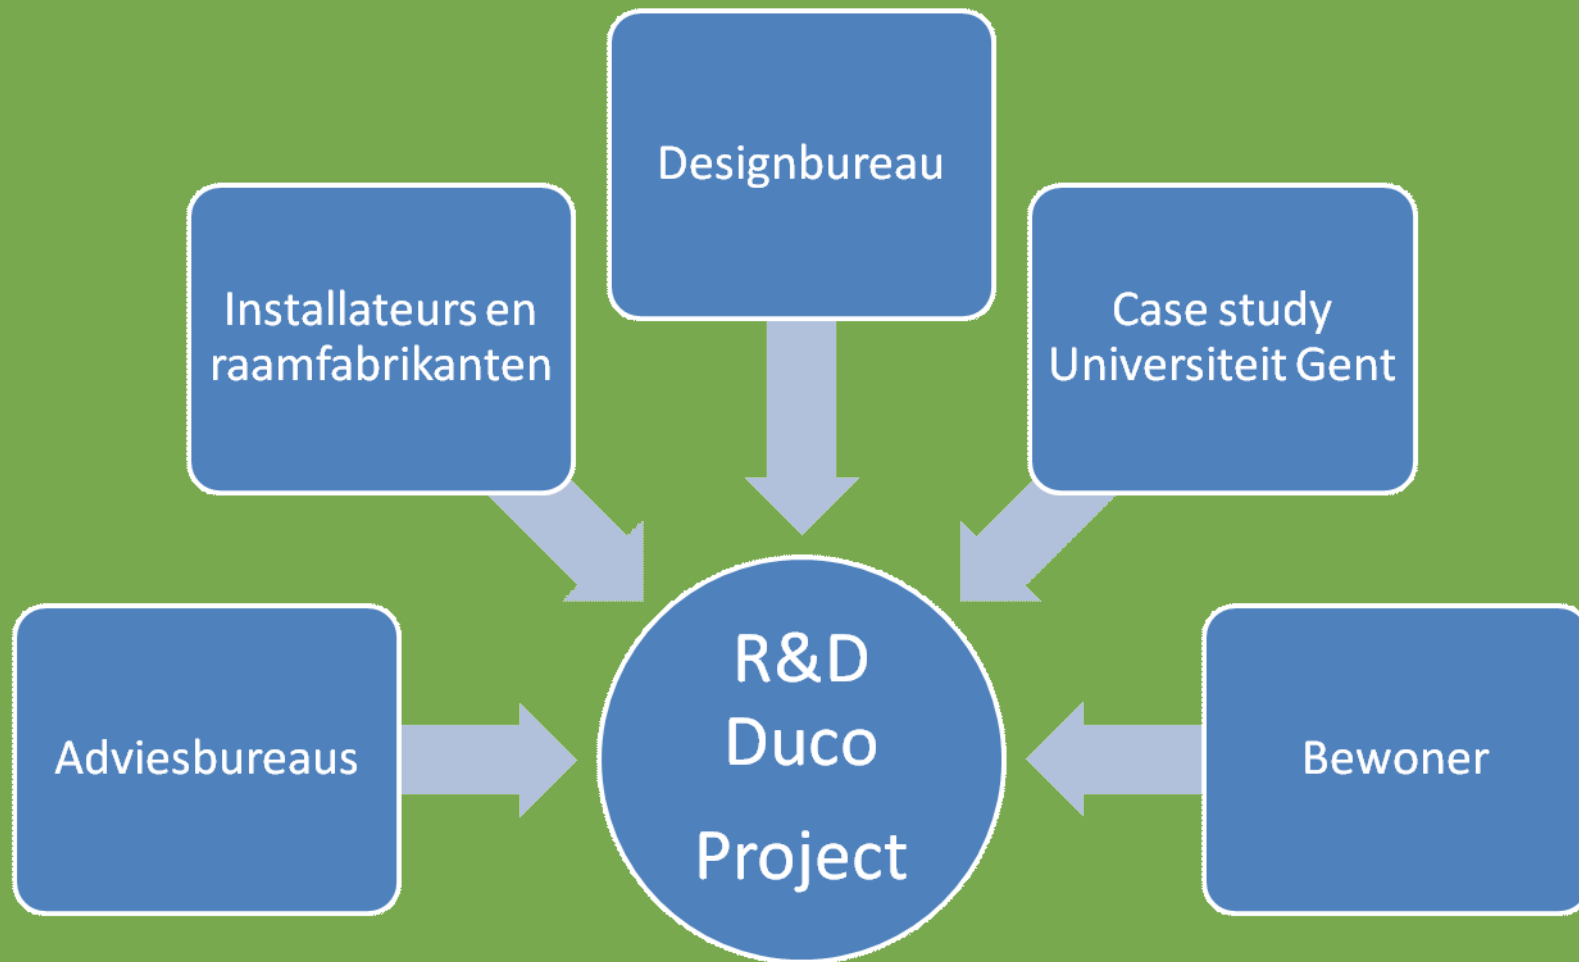 Designbureau
Installateurs en
raamfabrikanten
Case study
Universiteit Gent
Adviesbureaus
R&D
Duco
Project
Bewoner